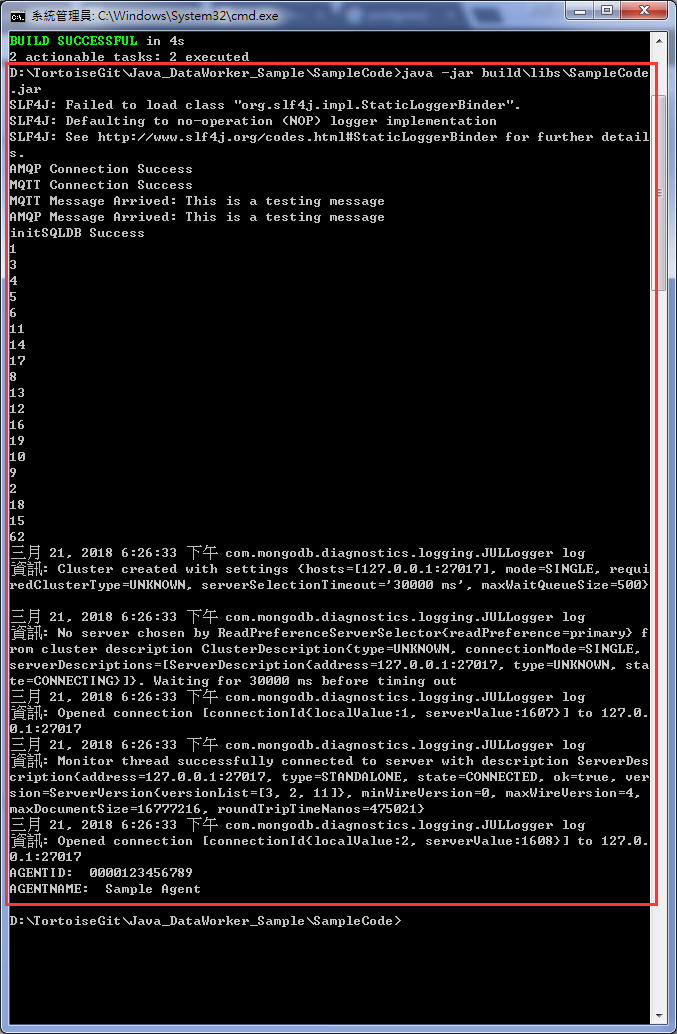 系統管理員: C:\Windows\System32\cmd.exe
BUILD SUCCESSFUL in 4s
2 actionable tasks: 2 executed
D:\TortoiseGit\Java_DataWorker_Sample\SampleCode>java -jar build\libs\SampleCode
.jar
SLF4J: Failed to load class "org.slf4j.impl.StaticLoggerBinder".
SLF4J: Defaulting to no-operation (NOP) logger implementation
SLF4J: See http://www.slf4j.org/codes.html#StaticLoggerBinder for further detail
s.
AMQP Connection Success
MQTT Connection Success
MQTT Message Arrived: This is a testing message
AMQP Message Arrived: This is a testing message
initSQLDB Success
1
3
4
5
6
11
14
17
8
13
12
16
19
10
9
2
18
15
62
三月 21, 2018 6:26:33 下午 com.mongodb.diagnostics.logging.JULLogger log
資訊: Cluster created with settings {hosts=[127.0.0.1:27017], mode=SINGLE, requi
redClusterType=UNKNOWN, serverSelectionTimeout='30000 ms', maxWaitQueueSize=500}
三月 21, 2018 6:26:33 下午 com.mongodb.diagnostics.logging.JULLogger log
資訊: No server chosen by ReadPreferenceServerSelector{readPreference=primary} f
rom cluster description ClusterDescription{type=UNKNOWN, connectionMode=SINGLE,
serverDescriptions=[ServerDescription{address=127.0.0.1:27017, type=UNKNOWN, sta
te=CONNECTING}]}. Waiting for 30000 ms before timing out
三月 21, 2018 6:26:33 下午 com.mongodb.diagnostics.logging.JULLogger log
資訊: Opened connection [connectionId{localValue:1, serverValue:1607}] to 127.0.
0.1:27017
三月 21, 2018 6:26:33 下午 com.mongodb.diagnostics.logging.JULLogger log
資訊: Monitor thread successfully connected to server with description ServerDes
cription{address=127.0.0.1:27017, type=STANDALONE, state=CONNECTED, ok=true, ver
sion=ServerVersion{versionList=[3, 2, 11]}, minWireVersion=0, maxWireVersion=4,
maxDocumentSize=16777216, roundTripTimeNanos=475021}
三月 21, 2018 6:26:33 下午 com.mongodb.diagnostics.logging.JULLogger log
資訊: Opened connection [connectionId{localValue:2, serverValue:1608}] to 127.0.
0.1:27017
AGENTID:  0000123456789
AGENTNAME:  Sample Agent
D:\TortoiseGit\Java_DataWorker_Sample\SampleCode>